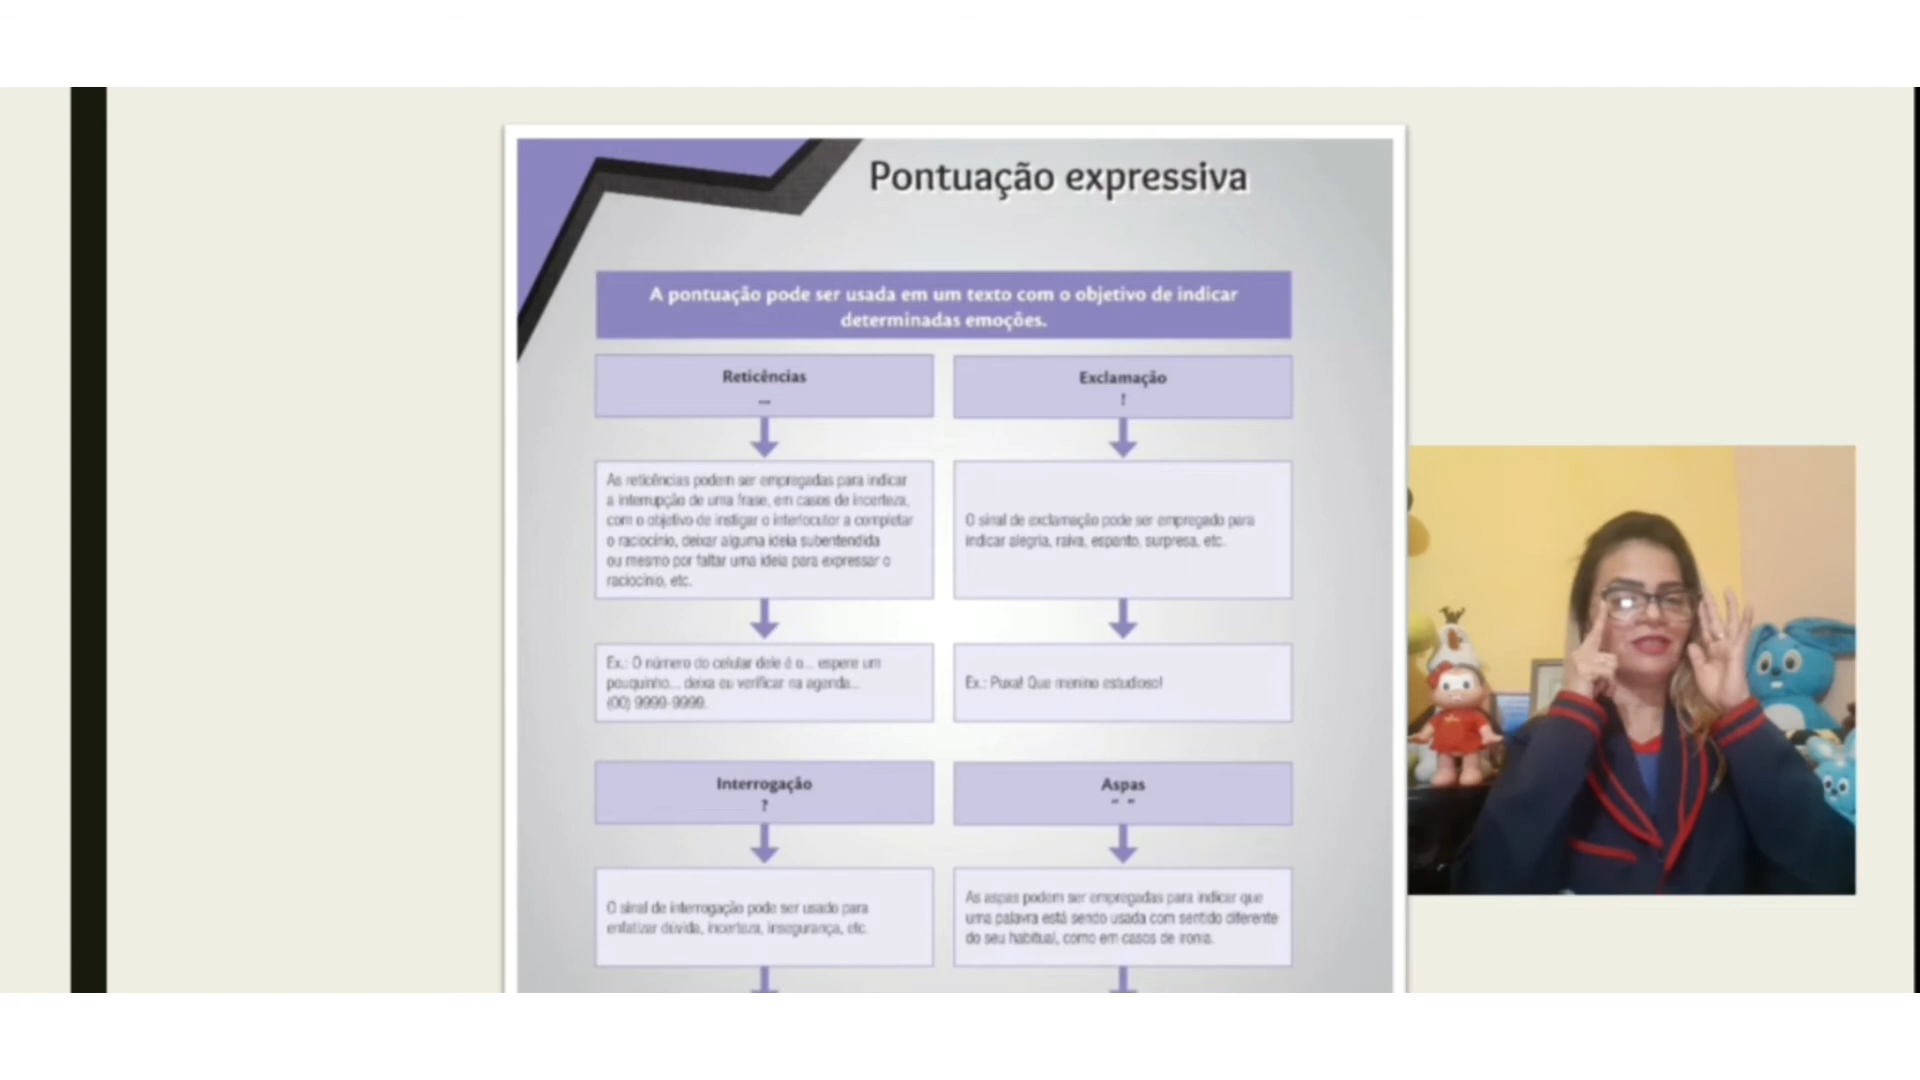 Pontuação expressiva
A pontuação pode ser usada em um texto com o objetivo de indicar
determinadas emoções.
Reticências
...
As reticências podem ser empregadas para indicar
a interrupção de uma frase, em casos de incerteza,
com o objetivo de instigar o interlocutor a completar
o raciocínio, deixar alguma ideia subentendida
ou mesmo por faltar uma ideia para expressar o
raciocínio, etc.
Ex.: O número do celular dele é o... espere um
pouquinho... deixa eu verificar na agenda...
(00) 9999-9999.
Exclamação
!
O sinal de exclamação pode ser empregado para
indicar alegria, raiva, espanto, surpresa, etc.
Ex.: Puxa! Que menino estudioso!
Interrogação
?
O sinal de interrogação pode ser usado para
enfatizar dúvida, incerteza, insegurança, etc.
Aspas
“ ”
As aspas podem ser empregadas para indicar que
uma palavra está sendo usada com sentido diferente
do seu habitual, como em casos de ironia.